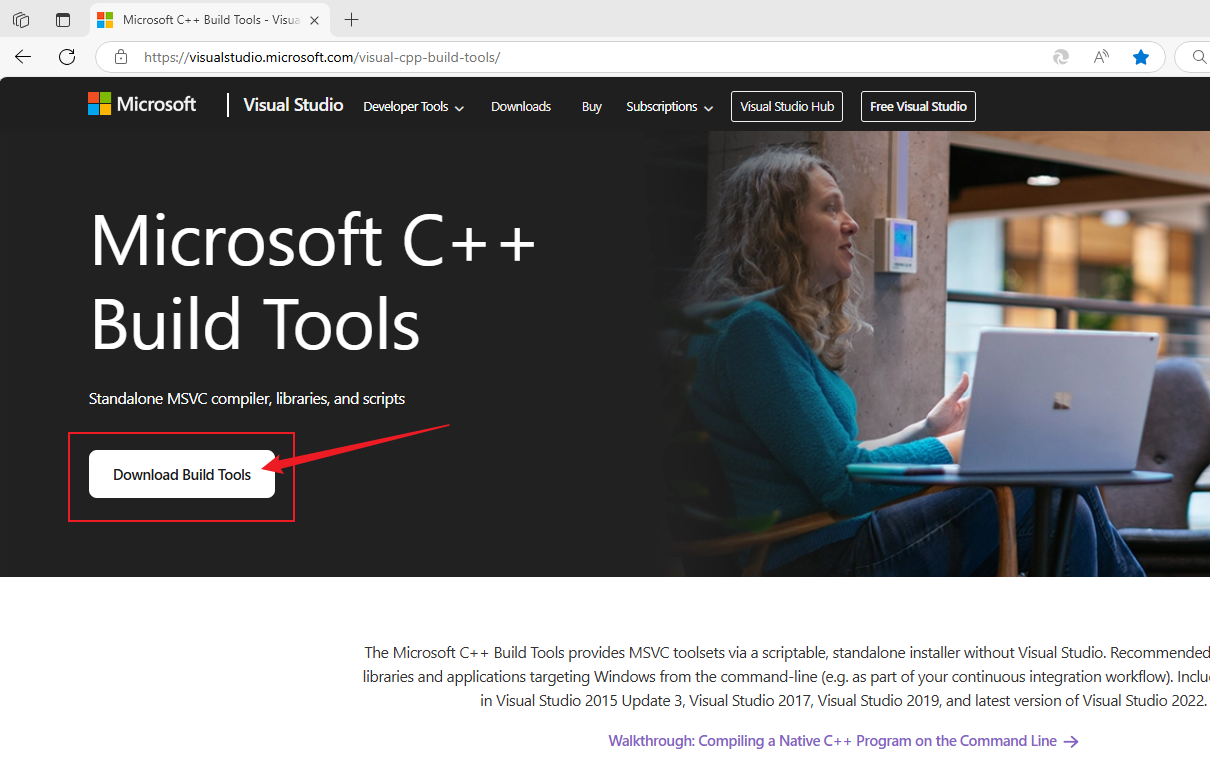 Microsoft C++ Build Tools - Visua
https://visualstudio.microsoft.com/visual-cpp-build-tools/
Microsoft Visual Studio Developer Tools Downloads Buy Subscriptions Visual Studio Hub Free Visual Studio
Microsoft C++
Build Tools
Standalone MSVC compiler, libraries, and scripts
Download Build Tools
The Microsoft C++ Build Tools provides MSVC toolsets via a scriptable, standalone installer without Visual Studio. Recommended
libraries and applications targeting Windows from the command-line (e.g. as part of your continuous integration workflow). Inclu
in Visual Studio 2015 Update 3, Visual Studio 2017, Visual Studio 2019, and latest version of Visual Studio 2022.
Walkthrough: Compiling a Native C++ Program on the Command Line →